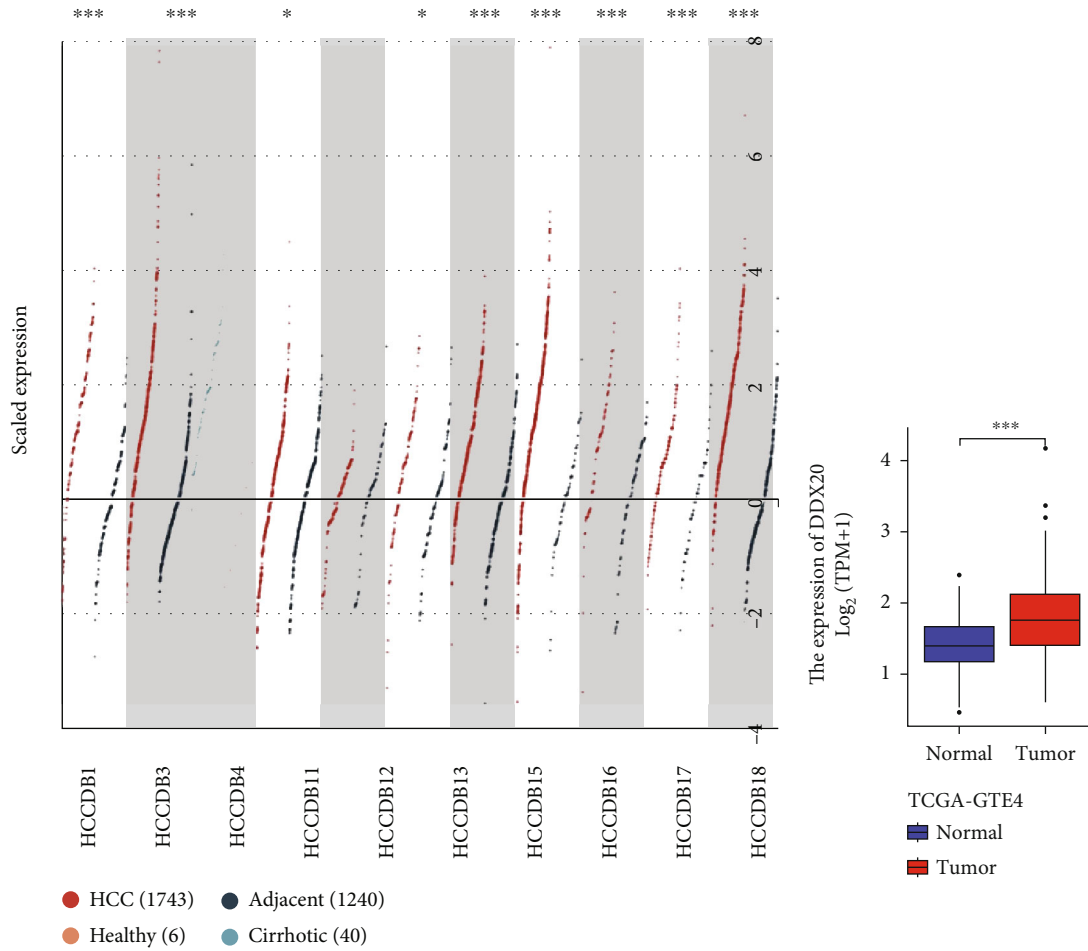 *** *** * * *** *** *** *** ***
8
6
4
2
0
−2
−4
Scaled expression
HCCDB1
HCCDB3
HCCDB4
HCCDB11
HCCDB12
HCCDB13
HCCDB15
HCCDB16
HCCDB17
HCCDB18
HCC (1743)
Adjacent (1240)
Healthy (6)
Cirrhotic (40)
The expression of DDX20
Log2 (TPM+1)
***
4
3
2
1
Normal
Tumor
TCGA-GTE4
Normal
Tumor